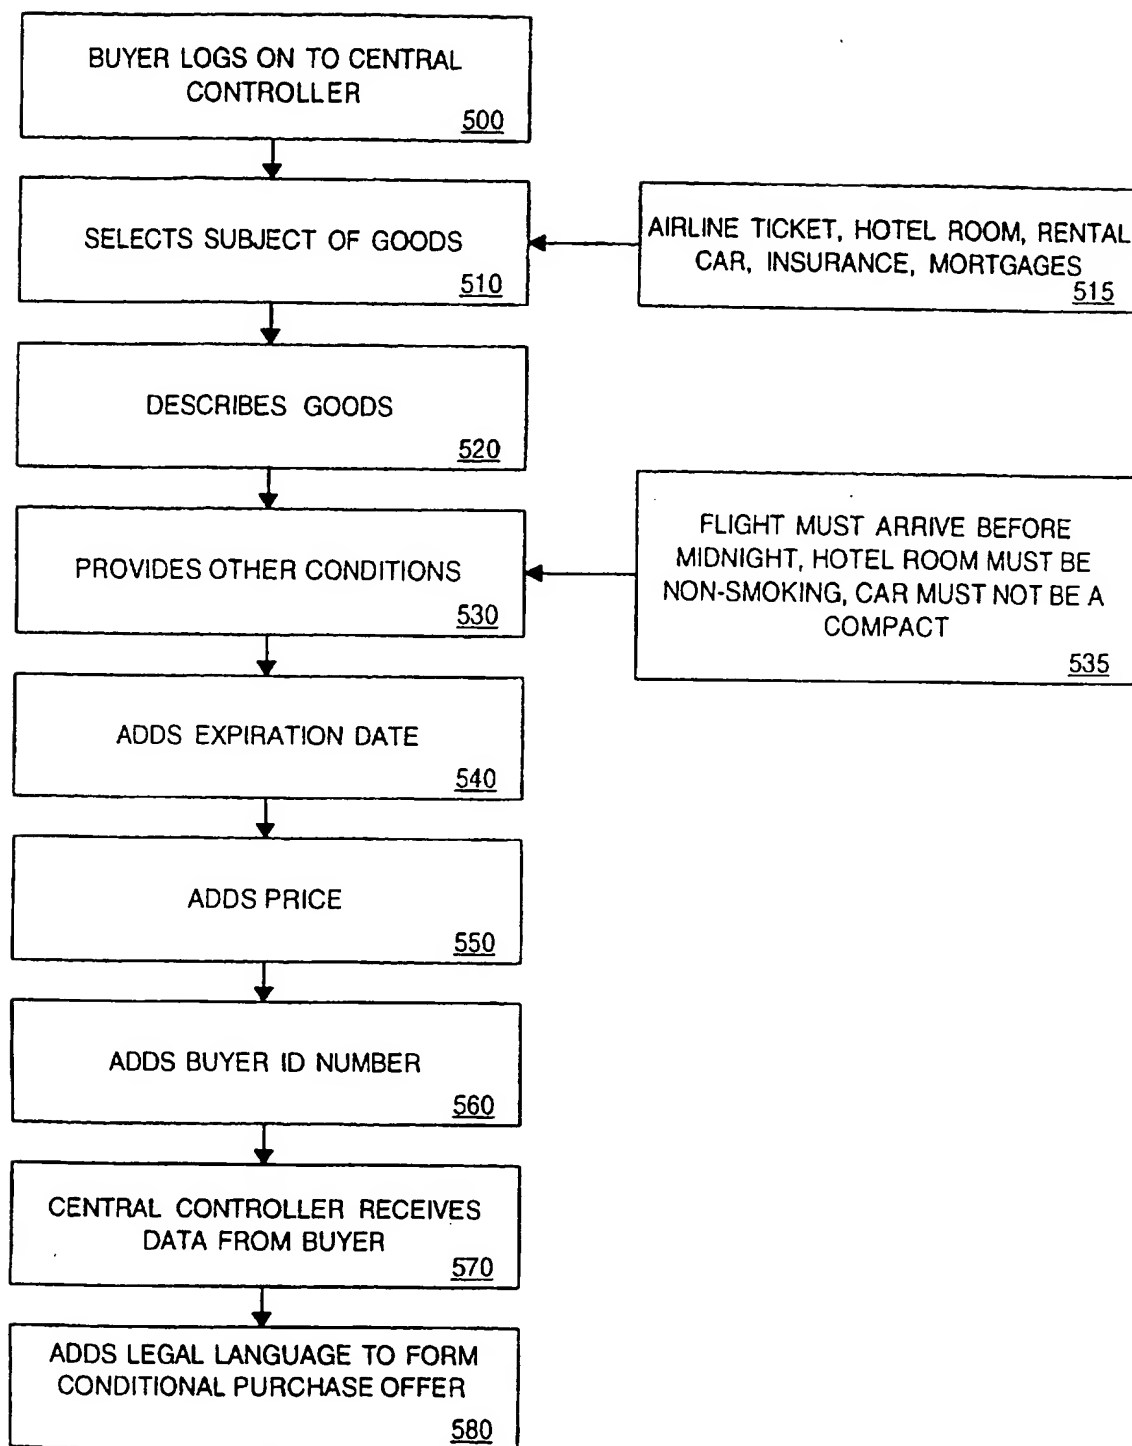 BUYER LOGS ON TO CENTRAL
CONTROLLER
500
SELECTS SUBJECT OF GOODS
510
AIRLINE TICKET, HOTEL ROOM, RENTAL
CAR, INSURANCE, MORTGAGES
515
DESCRIBES GOODS
520
PROVIDES OTHER CONDITIONS
530
FLIGHT MUST ARRIVE BEFORE
MIDNIGHT, HOTEL ROOM MUST BE
NON-SMOKING, CAR MUST NOT BE A
COMPACT
535
ADDS EXPIRATION DATE
540
ADDS PRICE
550
ADDS BUYER ID NUMBER
560
CENTRAL CONTROLLER RECEIVES
DATA FROM BUYER
570
ADDS LEGAL LANGUAGE TO FORM
CONDITIONAL PURCHASE OFFER
580